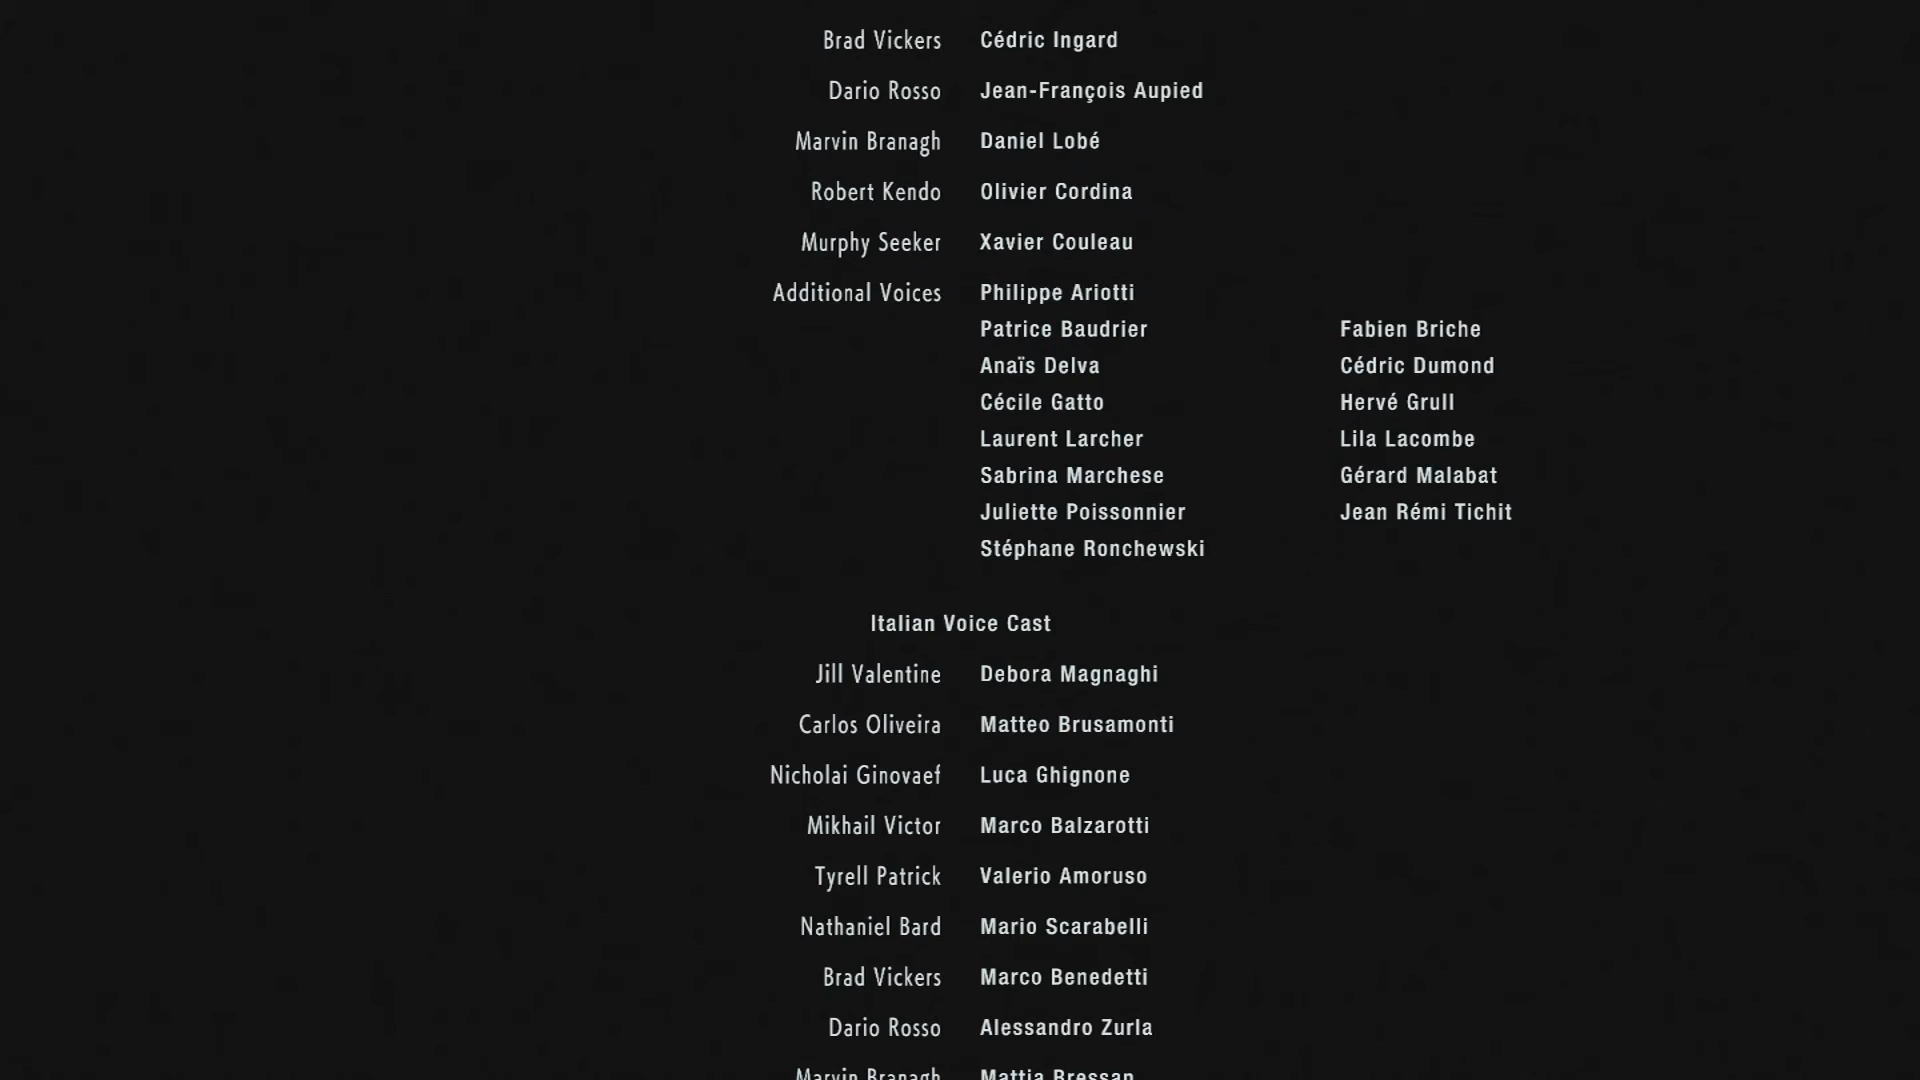 Brad Vickers Cédric Ingard
Dario Rosso Jean-François Aupied
Marvin Branagh Daniel Lobé
Robert Kendo Olivier Cordina
Murphy Seeker Xavier Couleau
Additional Voices Philippe Ariotti
Patrice Baudrier Fabien Briche
Anaïs Delva Cédric Dumond
Cécile Gatto Hervé Grull
Laurent Larcher Lila Lacombe
Sabrina Marchese Gérard Malabat
Juliette Poissonnier Jean Rémi Tichit
Stéphane Ronchewski
Italian Voice Cast
Jill Valentine Debora Magnaghi
Carlos Oliveira Matteo Brusamonti
Nicholai Ginovaef Luca Ghignone
Mikhail Victor Marco Balzarotti
Tyrell Patrick Valerio Amoruso
Nathaniel Bard Mario Scarabelli
Brad Vickers Marco Benedetti
Dario Rosso Alessandro Zurla
Marvin Branagh Mattia Bressan